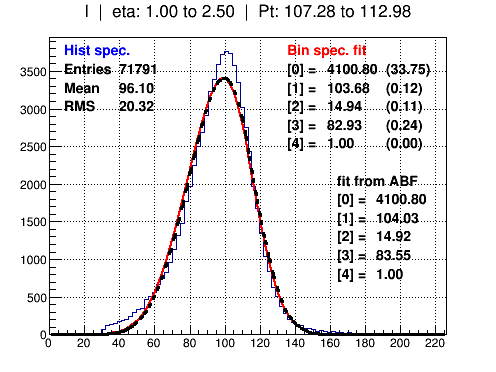 I | eta: 1.00 to 2.50 | Pt: 107.28 to 112.98
Hist spec.
Entries 71791
Mean 96.10
RMS 20.32
Bin spec. fit
[0] = 4100.80 (33.75)
[1] = 103.68 (0.12)
[2] = 14.94 (0.11)
[3] = 82.93 (0.24)
[4] = 1.00 (0.00)
fit from ABF
[0] = 4100.80
[1] = 104.03
[2] = 14.92
[3] = 83.55
[4] = 1.00
3500
3000
2500
2000
1500
1000
500
0
0 20 40 60 80 100 120 140 160 180 200 220